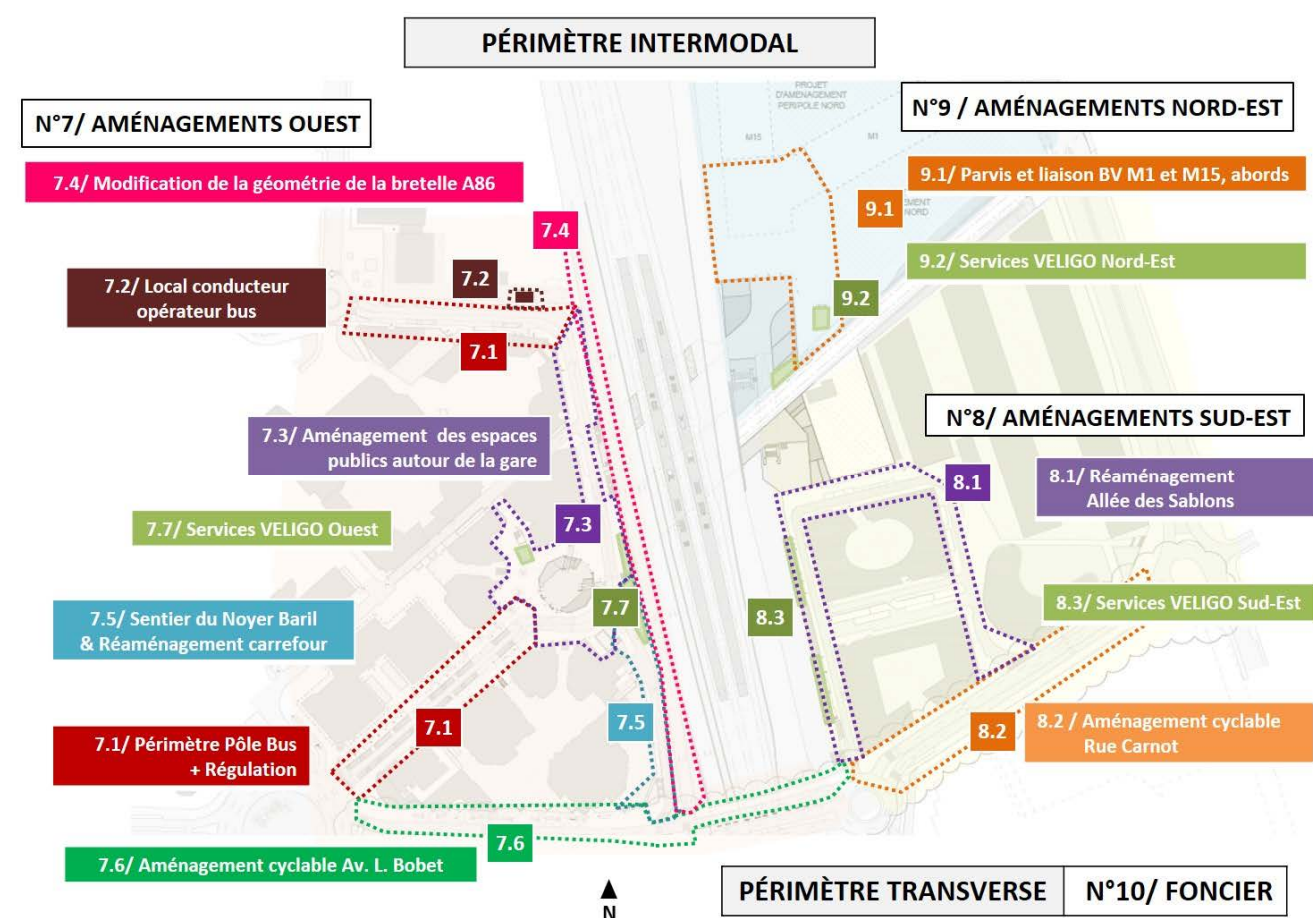 PÉRIMÈTRE INTERMODAL
N°7/ AMÉNAGEMENTS OUEST
7.4/ Modification de la géométrie de la bretelle A86
7.4
7.2/ Local conducteur
opérateur bus
7.2
7.1
7.3/ Aménagement des espaces
publics autour de la gare
7.3
7.7/ Services VELIGO Ouest
7.7
7.5/ Sentier du Noyer Baril
& Réaménagement carrefour
7.5
7.1/ Périmètre Pôle Bus
+ Régulation
7.1
7.6/ Aménagement cyclable Av. L. Bobet
7.6
N
PROJET
D'AMENAGEMENT
PERIPOLE NORD
M15
M1
N°9 / AMÉNAGEMENTS NORD-EST
9.1/ Parvis et liaison BV M1 et M15, abords
9.1
NORD
9.2/ Services VELIGO Nord-Est
9.2
N°8/ AMÉNAGEMENTS SUD-EST
8.1/ Réaménagement
Allée des Sablons
8.1
8.3/ Services VELIGO Sud-Est
8.3
8.2 / Aménagement cyclable
Rue Carnot
8.2
PÉRIMÈTRE TRANSVERSE
N°10/ FONCIER